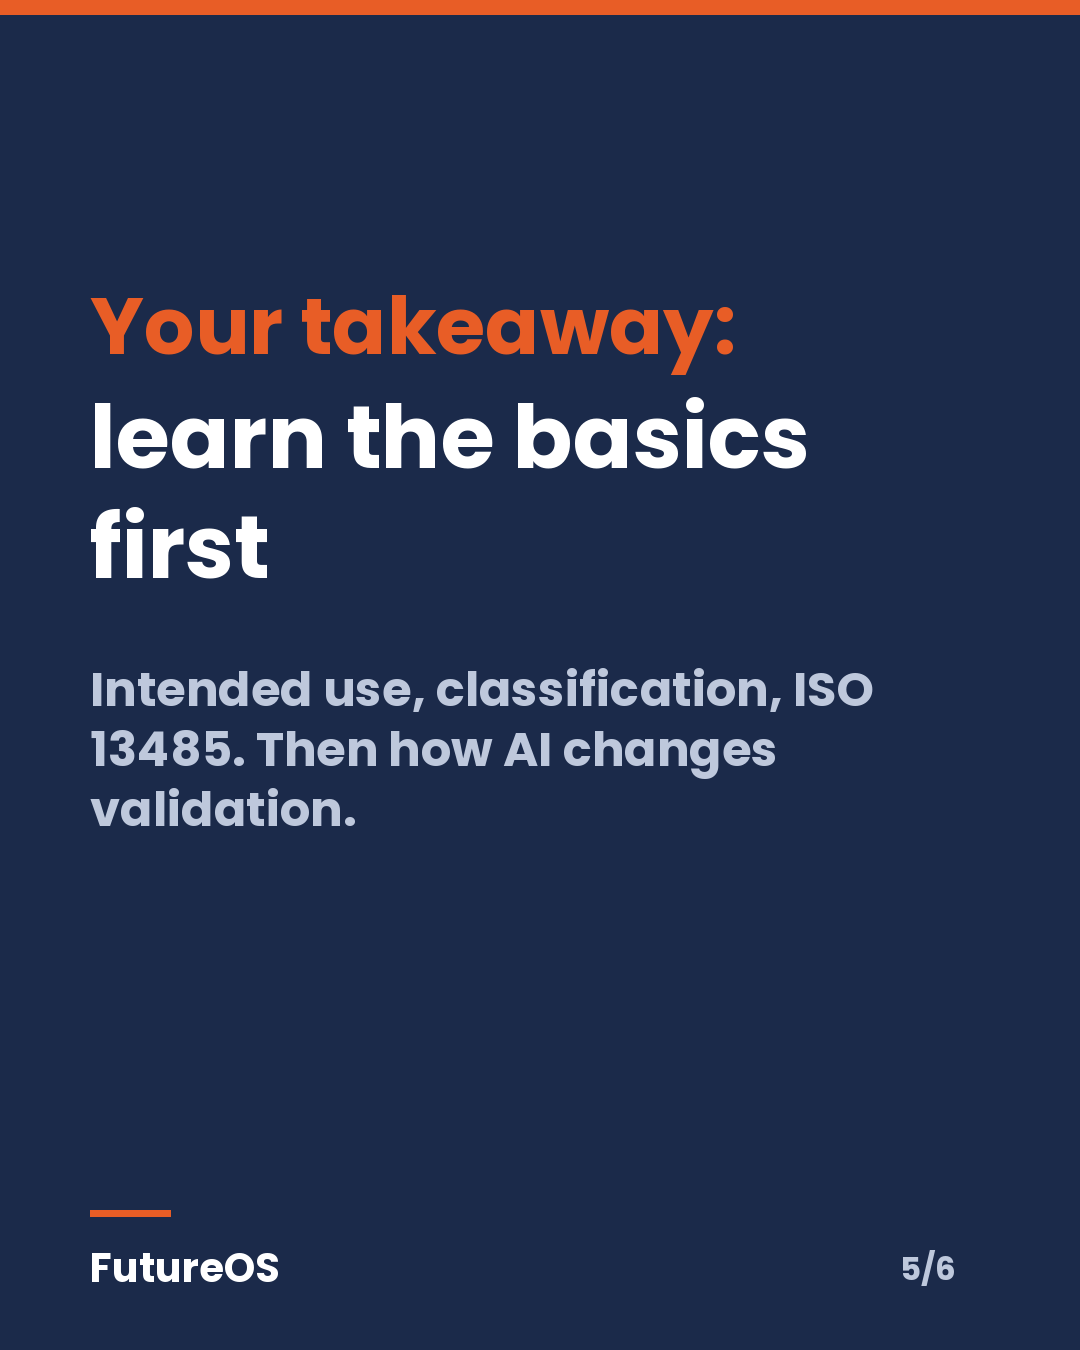 Your takeaway:
learn the basics
first
Intended use, classification, ISO
13485. Then how AI changes
validation.
FutureOS
5/6